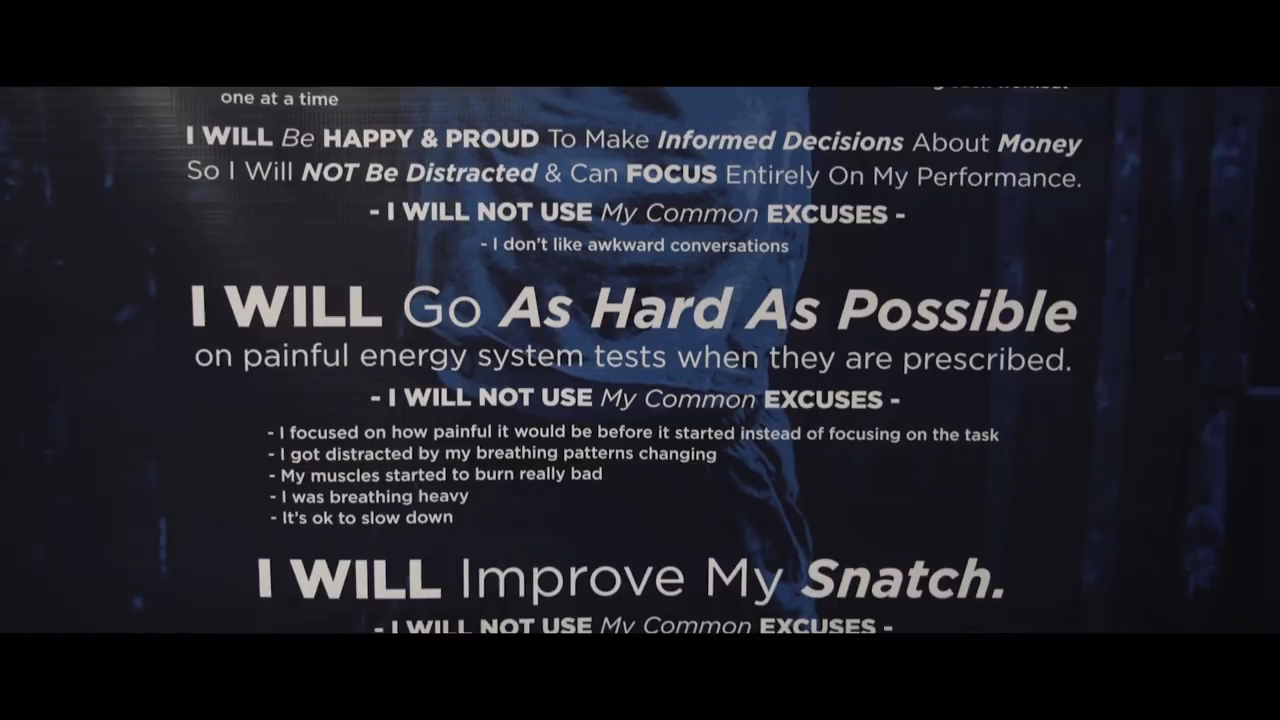 one at a time
I WILL Be HAPPY & PROUD To Make Informed Decisions About Money
So I Will NOT Be Distracted & Can FOCUS Entirely On My Performance.
- I WILL NOT USE My Common EXCUSES -
- I don't like awkward conversations
I WILL Go As Hard As Possible
on painful energy system tests when they are prescribed.
- I WILL NOT USE My Common EXCUSES -
- I focused on how painful it would be before it started instead of focusing on the task
- I got distracted by my breathing patterns changing
- My muscles started to burn really bad
- I was breathing heavy
- It's ok to slow down
I WILL Improve My Snatch.
- I WILL NOT USE My Common EXCUSES -